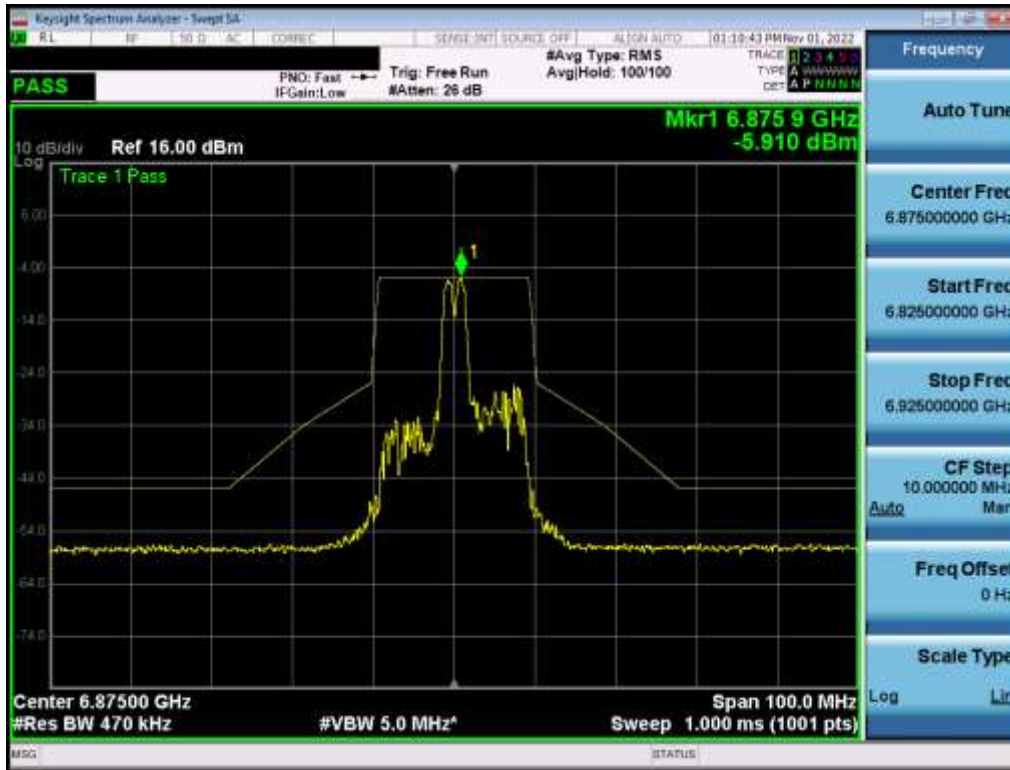 Keysight Spectrum Analyzer - Swept SA
RL RF 50 Ω AC CORREC SENSE:INT SOURCE OFF ALIGN AUTO 01:10:43 PM Nov 01, 2022
PASS
PNO: Fast
IFGain:Low
Trig: Free Run
#Atten: 26 dB
#Avg Type: RMS
Avg|Hold: 100/100
TRACE 1 2 3 4 5 6
TYPE A WWWWW
DET A P N N N N
Mkr1 6.875 9 GHz
-5.910 dBm
10 dB/div Ref 16.00 dBm
Log
Trace 1 Pass
1
6.00
-4.00
-14.0
-24.0
-34.0
-44.0
-54.0
-64.0
-74.0
Center 6.87500 GHz Span 100.0 MHz
#Res BW 470 kHz #VBW 5.0 MHz* Sweep 1.000 ms (1001 pts)
MSG STATUS
Frequency
Auto Tune
Center Freq
6.875000000 GHz
Start Freq
6.825000000 GHz
Stop Freq
6.925000000 GHz
CF Step
10.000000 MHz
Auto Man
Freq Offset
0 Hz
Scale Type
Log Lin